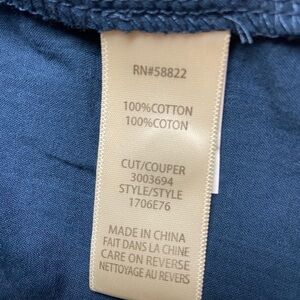 RN#58822
100%COTTON
100%COTON
CUT/COUPER
3003694
STYLE/STYLE
1706E76
MADE IN CHINA
FAIT DANS LA CHINE
CARE ON REVERSE
NETTOYAGE AU REVERS